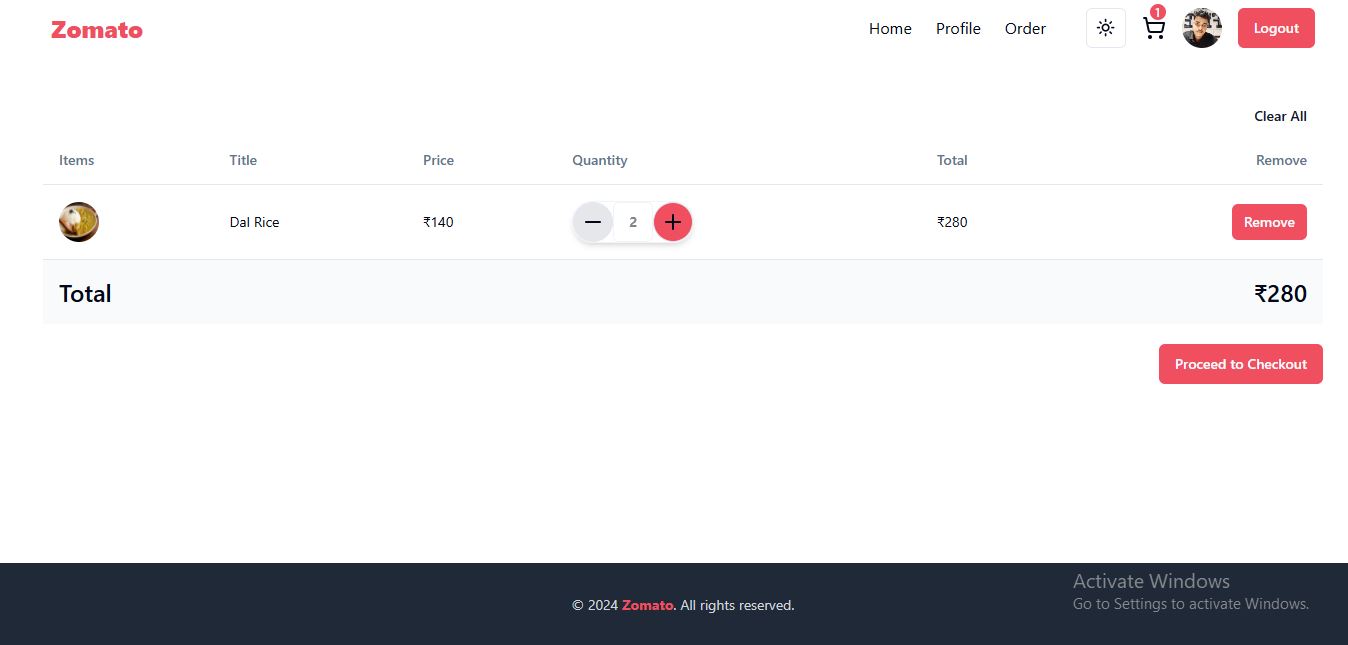 Zomato
Home Profile Order
1
Logout
Clear All
Items Title Price Quantity Total Remove
Dal Rice ₹140 2 ₹280 Remove
Total ₹280
Proceed to Checkout
© 2024 Zomato. All rights reserved.
Activate Windows
Go to Settings to activate Windows.